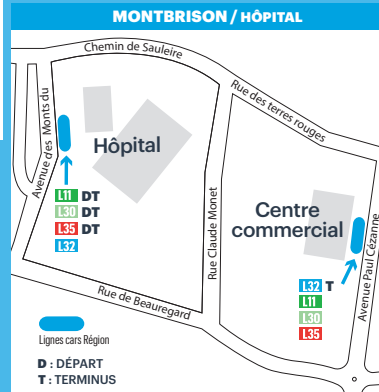 MONTBRISON / HÔPITAL
Chemin de Sauleire
Rue des terres rouges
Avenue des Monts du
Hôpital
L11 DT
L30 DT
L35 DT
L32
Rue Claude Monet
Centre
commercial
L32 T
L11
L30
L35
Avenue Paul Cézanne
Rue de Beauregard
Lignes cars Région
D : DÉPART
T : TERMINUS